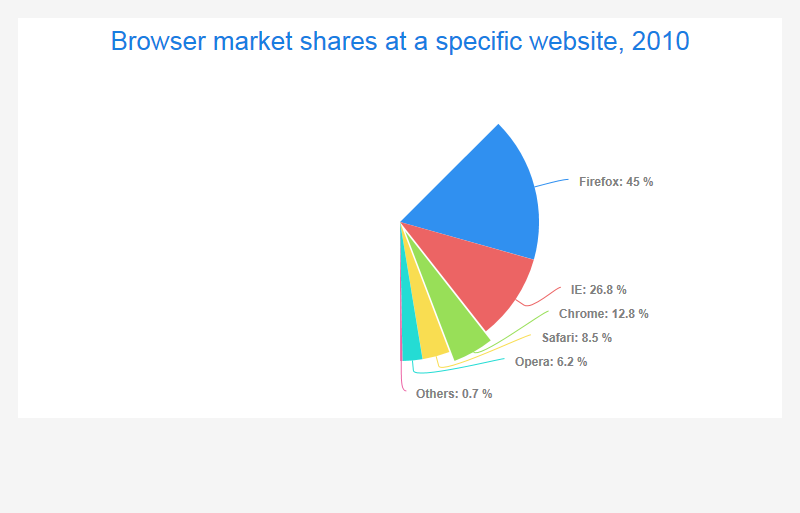 Browser market shares at a specific website, 2010
Firefox: 45 %
IE: 26.8 %
Chrome: 12.8 %
Safari: 8.5 %
Opera: 6.2 %
Others: 0.7 %